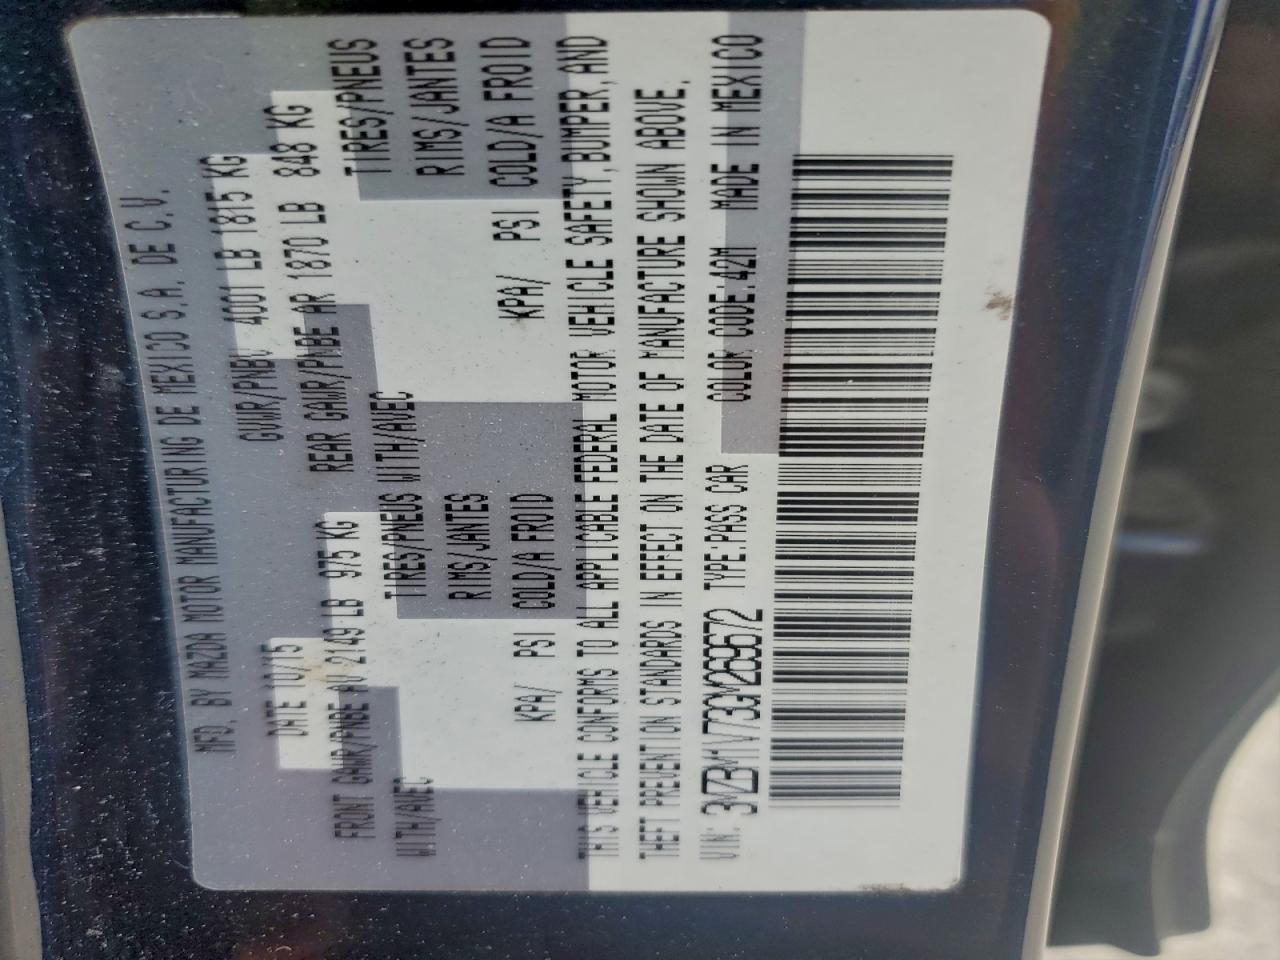 MFD. BY MAZDA MOTOR MANUFACTURING DE MEXICO S.A. DE C.V.
DATE 10/15 GVWR/PNBV 4001 LB 1815 KG
FRONT GAWR/PNBE AV 2149 LB 975 KG REAR GAWR/PNBE AR 1870 LB 848 KG
WITH/AVEC TIRES/PNEUS WITH/AVEC TIRES/PNEUS
RIMS/JANTES RIMS/JANTES
KPA/ PSI COLD/A FROID KPA/ PSI COLD/A FROID
THIS VEHICLE CONFORMS TO ALL APPLICABLE FEDERAL MOTOR VEHICLE SAFETY, BUMPER, AND
THEFT PREVENTION STANDARDS IN EFFECT ON THE DATE OF MANUFACTURE SHOWN ABOVE.
VIN: 3MZBM1V73GM269672 TYPE:PASS CAR COLOR CODE:42M MADE IN MEXICO